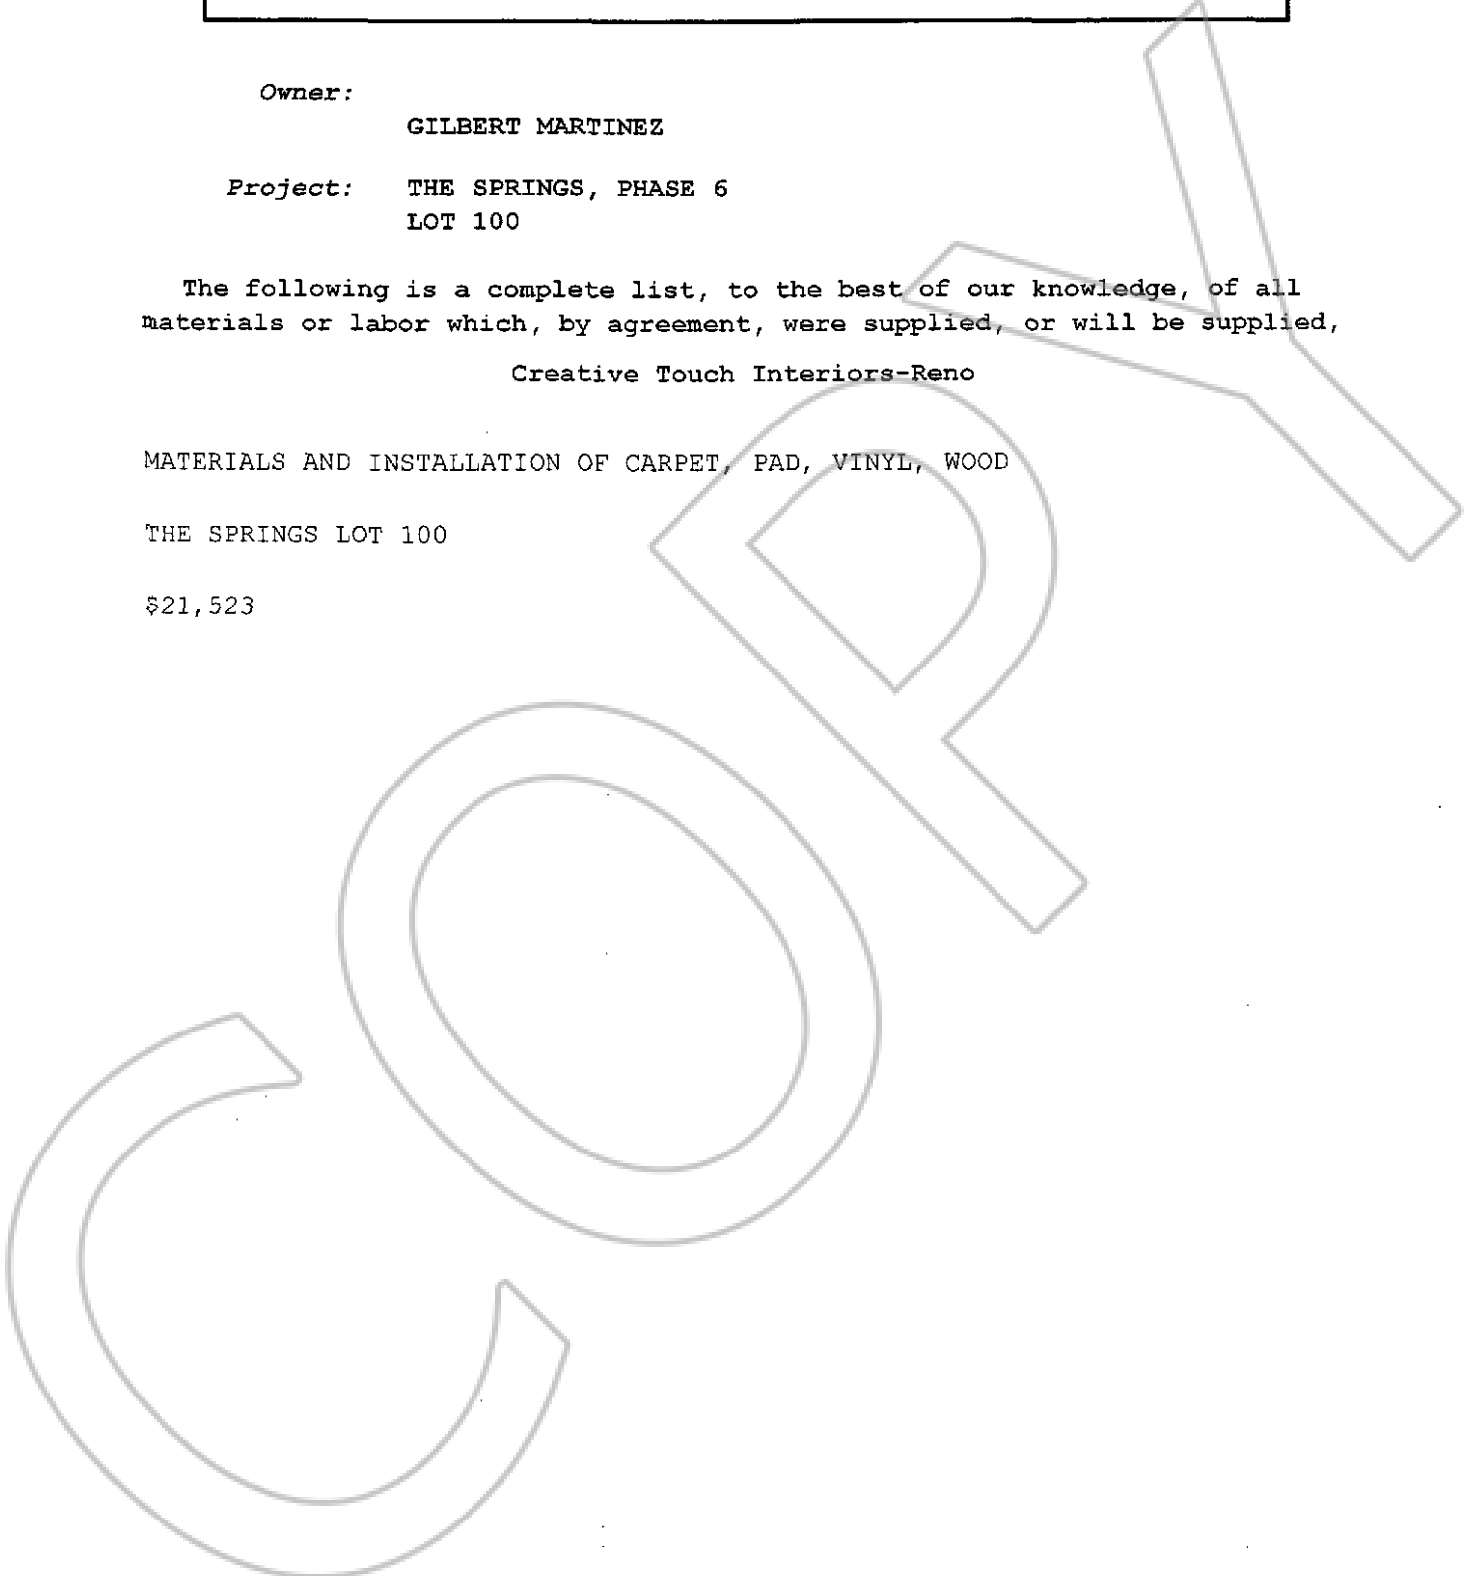 Owner:
GILBERT MARTINEZ
Project: THE SPRINGS, PHASE 6
LOT 100
The following is a complete list, to the best of our knowledge, of all
materials or labor which, by agreement, were supplied, or will be supplied,
Creative Touch Interiors-Reno
MATERIALS AND INSTALLATION OF CARPET, PAD, VINYL, WOOD
THE SPRINGS LOT 100
$21,523
COPY